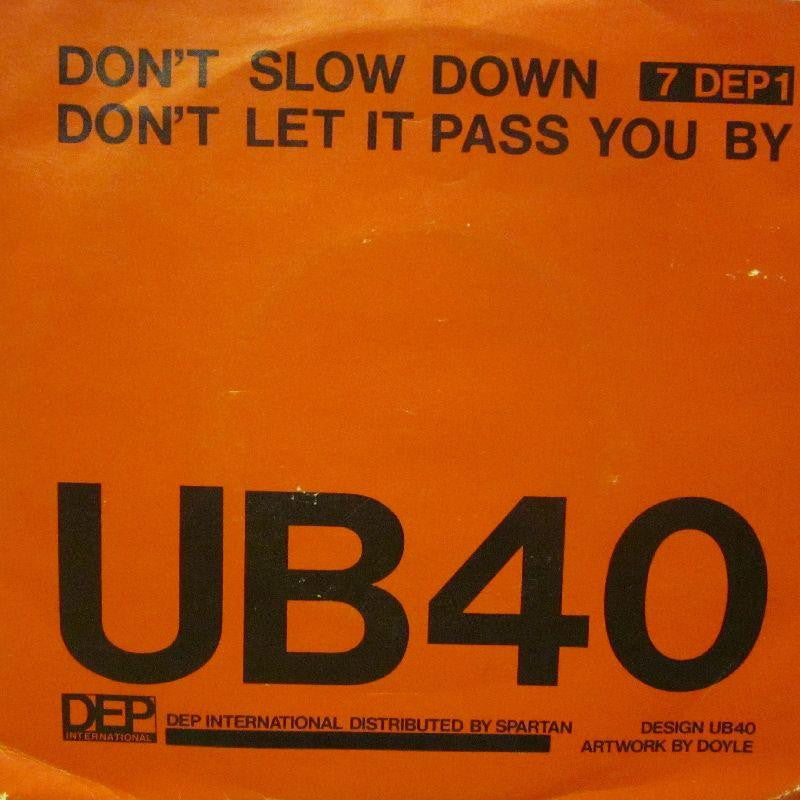 DON'T SLOW DOWN 7 DEP1
DON'T LET IT PASS YOU BY
UB40
DEP
INTERNATIONAL
DEP INTERNATIONAL DISTRIBUTED BY SPARTAN
DESIGN UB40
ARTWORK BY DOYLE